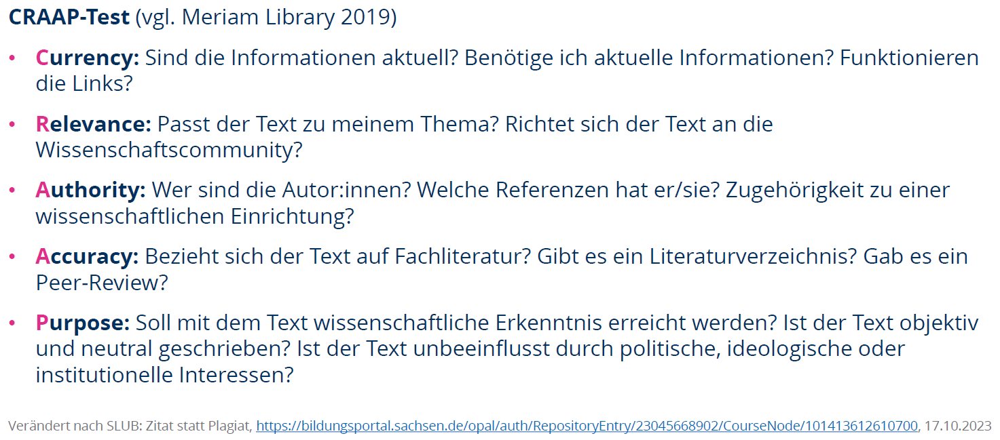 CRAAP-Test (vgl. Meriam Library 2019)
• Currency: Sind die Informationen aktuell? Benötige ich aktuelle Informationen? Funktionieren
die Links?
• Relevance: Passt der Text zu meinem Thema? Richtet sich der Text an die
Wissenschaftscommunity?
• Authority: Wer sind die Autor:innen? Welche Referenzen hat er/sie? Zugehörigkeit zu einer
wissenschaftlichen Einrichtung?
• Accuracy: Bezieht sich der Text auf Fachliteratur? Gibt es ein Literaturverzeichnis? Gab es ein
Peer-Review?
• Purpose: Soll mit dem Text wissenschaftliche Erkenntnis erreicht werden? Ist der Text objektiv
und neutral geschrieben? Ist der Text unbeeinflusst durch politische, ideologische oder
institutionelle Interessen?
Verändert nach SLUB: Zitat statt Plagiat, https://bildungsportal.sachsen.de/opal/auth/RepositoryEntry/23045668902/CourseNode/101413612610700, 17.10.2023